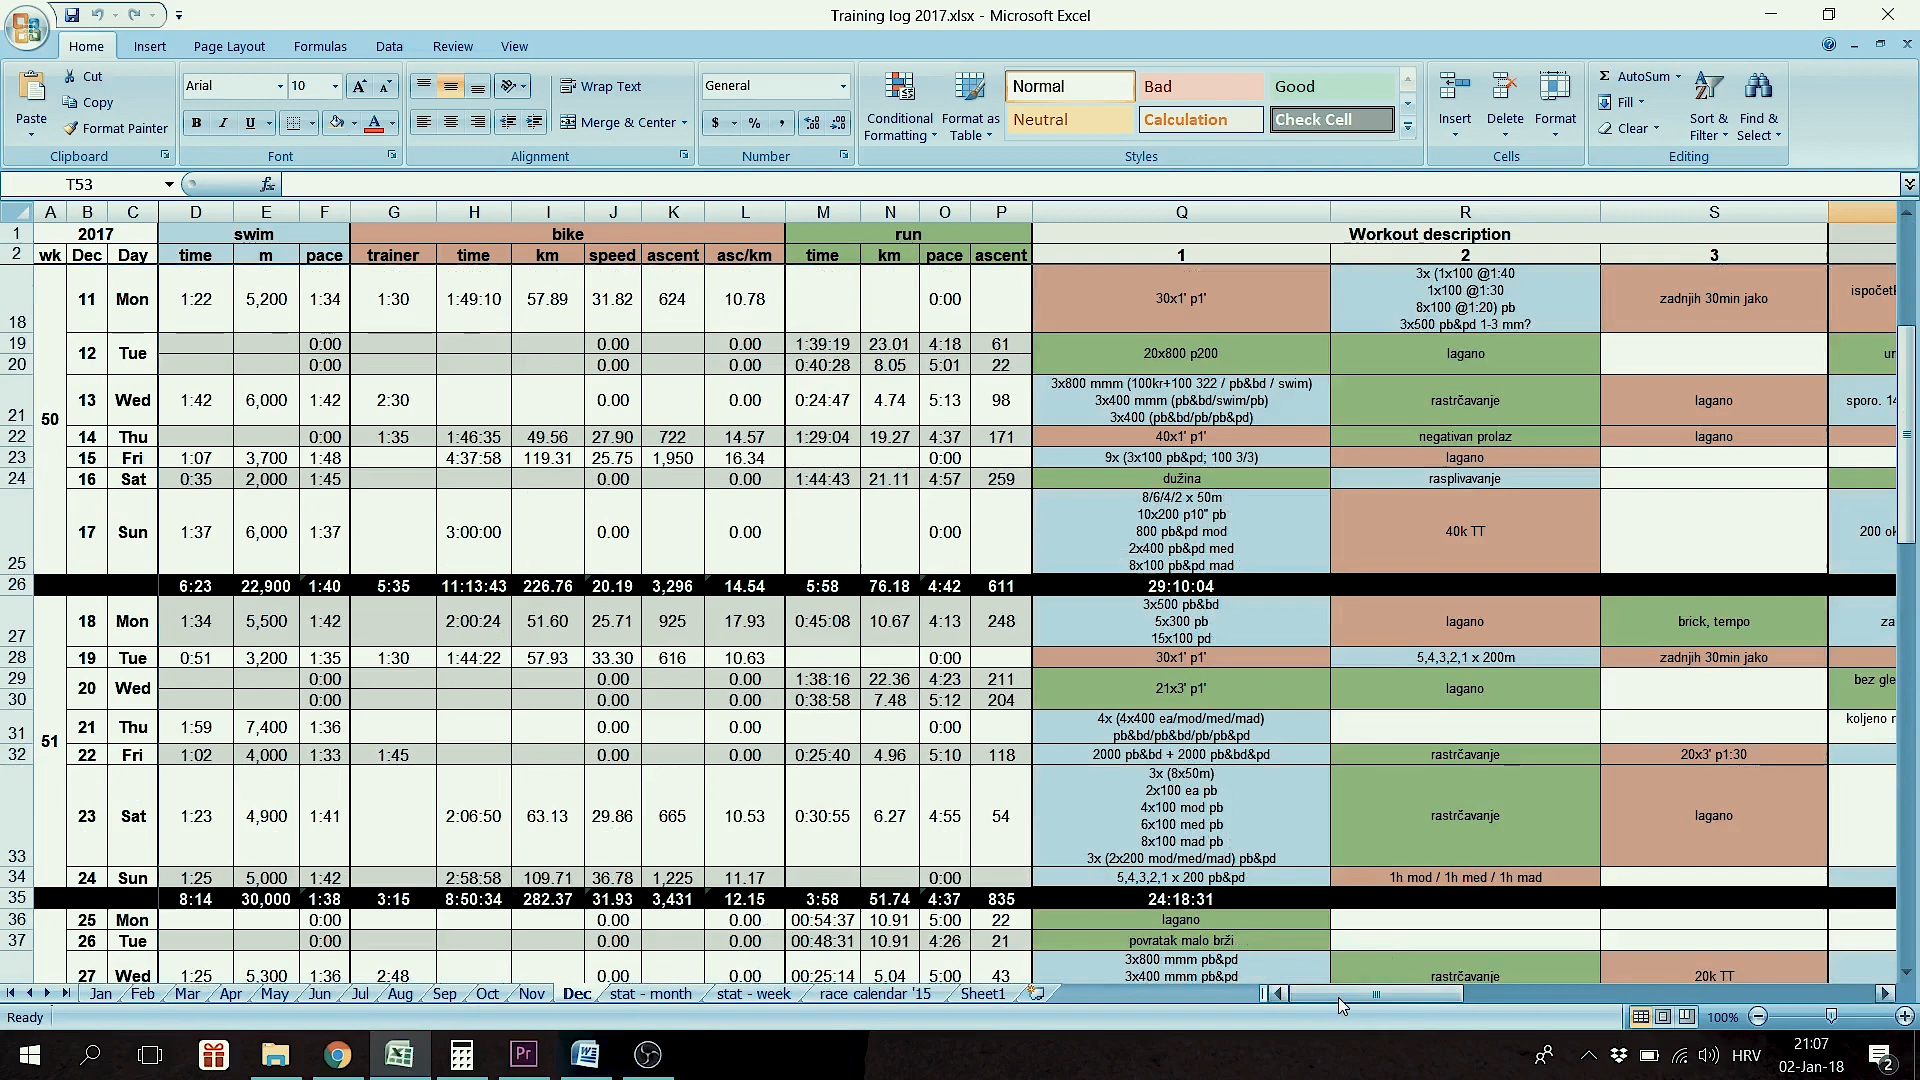 Training log 2017.xlsx - Microsoft Excel
Home Insert Page Layout Formulas Data Review View
Paste Cut Copy Format Painter Clipboard
Arial 10 B I U Font
Wrap Text Merge & Center Alignment
General $ % , Number
Conditional Formatting Format as Table
Normal Bad Good
Neutral Calculation Check Cell
Styles
Insert Delete Format Cells
AutoSum Fill Clear Sort & Filter Find & Select Editing
T53 fx
A B C D E F G H I J K L M N O P Q R S
1 2017 swim bike run Workout description
2 wk Dec Day time m pace trainer time km speed ascent asc/km time km pace ascent 1 2 3
18 11 Mon 1:22 5,200 1:34 1:30 1:49:10 57.89 31.82 624 10.78 0:00 30x1' p1'
3x (1x100 @1:40
1x100 @1:30
8x100 @1:20) pb
3x500 pb&pd 1-3 mm?
zadnjih 30min jako
19 12 Tue 0:00 0.00 0.00 1:39:19 23.01 4:18 61 20x800 p200 lagano
20 0:00 0.00 0.00 0:40:28 8.05 5:01 22
50
21 13 Wed 1:42 6,000 1:42 2:30 0.00 0.00 0:24:47 4.74 5:13 98
3x800 mmm (100kr+100 322 / pb&bd / swim)
3x400 mmm (pb&bd/swim/pb)
3x400 (pb&bd/pb/pb&pd)
rastrčavanje lagano
22 14 Thu 0:00 1:35 1:46:35 49.56 27.90 722 14.57 1:29:04 19.27 4:37 171 40x1' p1' negativan prolaz lagano
23 15 Fri 1:07 3,700 1:48 4:37:58 119.31 25.75 1,950 16.34 0:00 9x (3x100 pb&pd; 100 3/3) lagano
24 16 Sat 0:35 2,000 1:45 0.00 0.00 1:44:43 21.11 4:57 259 dužina rasplivavanje
25 17 Sun 1:37 6,000 1:37 3:00:00 0.00 0.00 0:00
8/6/4/2 x 50m
10x200 p10" pb
800 pb&pd mod
2x400 pb&pd med
8x100 pb&pd mad
40k TT 200
26 6:23 22,900 1:40 5:35 11:13:43 226.76 20.19 3,296 14.54 5:58 76.18 4:42 611 29:10:04
27 18 Mon 1:34 5,500 1:42 2:00:24 51.60 25.71 925 17.93 0:45:08 10.67 4:13 248
3x500 pb&bd
5x300 pb
15x100 pd
lagano brick, tempo za
28 19 Tue 0:51 3,200 1:35 1:30 1:44:22 57.93 33.30 616 10.63 0:00 30x1' p1' 5,4,3,2,1 x 200m zadnjih 30min jako
29 20 Wed 0:00 0.00 0.00 1:38:16 22.36 4:23 211 21x3' p1' lagano bez gle
30 0:00 0.00 0.00 0:38:58 7.48 5:12 204
51
31 21 Thu 1:59 7,400 1:36 0.00 0.00 0:00
4x (4x400 ea/mod/med/mad)
pb&bd/pb&bd/pb/pb&pd
koljeno
32 22 Fri 1:02 4,000 1:33 1:45 0.00 0.00 0:25:40 4.96 5:10 118 2000 pb&bd + 2000 pb&bd&pd rastrčavanje 20x3' p1:30
33 23 Sat 1:23 4,900 1:41 2:06:50 63.13 29.86 665 10.53 0:30:55 6.27 4:55 54
3x (8x50m)
2x100 ea pb
4x100 mod pb
6x100 med pb
8x100 mad pb
3x (2x200 mod/med/mad) pb&pd
rastrčavanje lagano
34 24 Sun 1:25 5,000 1:42 2:58:58 109.71 36.78 1,225 11.17 0:00 5,4,3,2,1 x 200 pb&pd 1h mod / 1h med / 1h mad
35 8:14 30,000 1:38 3:15 8:50:34 282.37 31.93 3,431 12.15 3:58 51.74 4:37 835 24:18:31
36 25 Mon 0:00 0.00 0.00 00:54:37 10.91 5:00 22 lagano
37 26 Tue 0:00 0.00 0.00 00:48:31 10.91 4:26 21 povratak malo brži
27 Wed 1:25 5,300 1:36 2:48 0.00 0.00 00:25:14 5.04 5:00 43
3x800 mmm pb&pd
3x400 mmm pb&pd
rastrčavanje 20k TT
Jan Feb Mar Apr May Jun Jul Aug Sep Oct Nov Dec stat - month stat - week race calendar '15 Sheet1
Ready 100%
Pr HRV 21:07
02-Jan-18 2